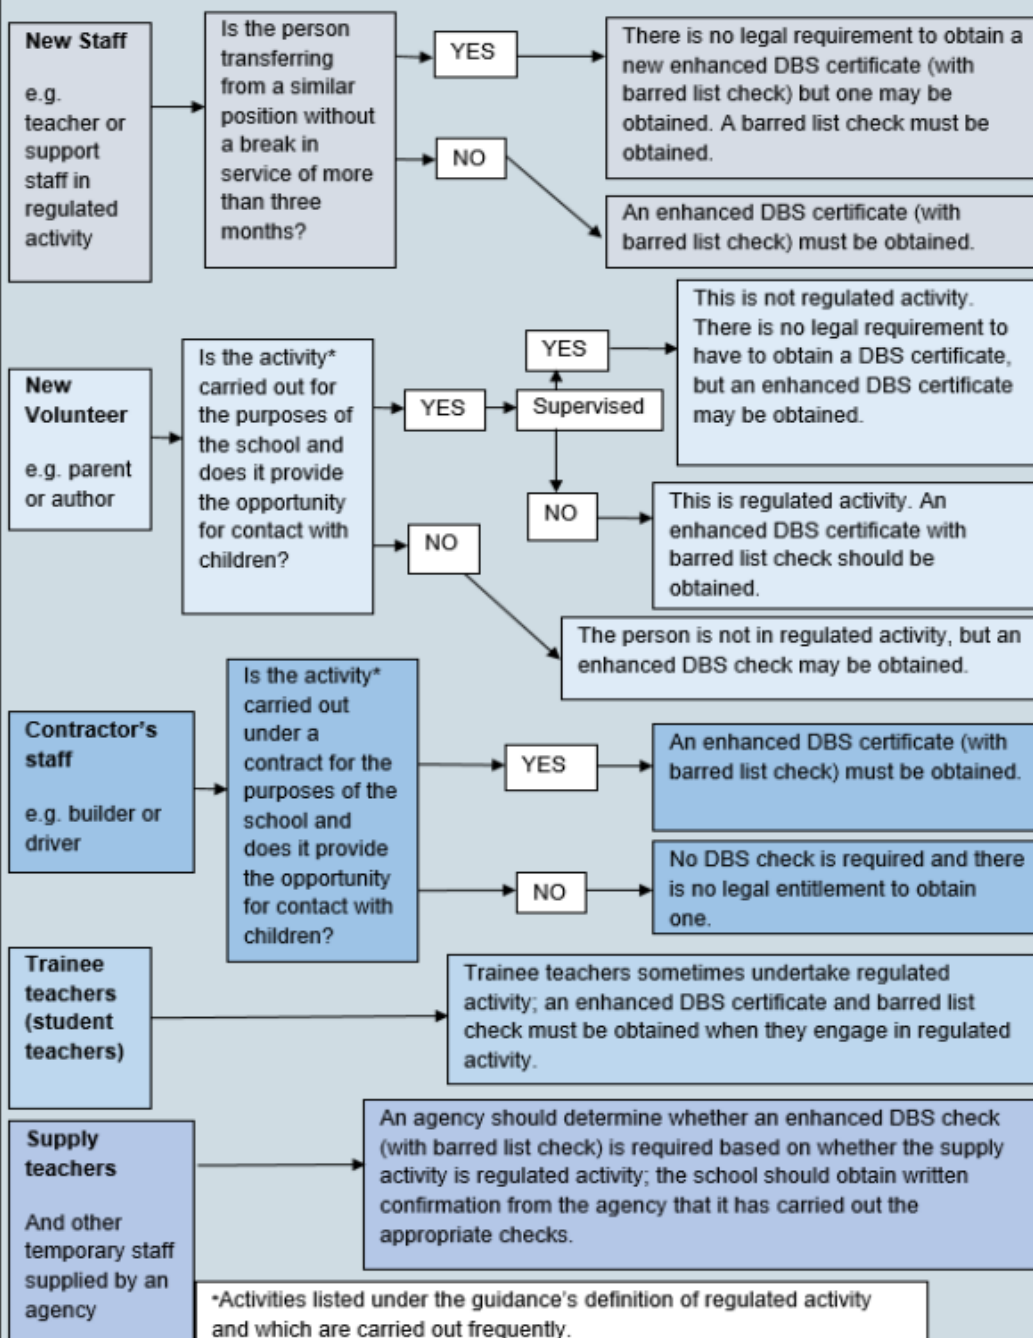 New Staff
e.g.
teacher or
support
staff in
regulated
activity
Is the person
transferring
from a similar
position without
a break in
service of more
than three
months?
YES
There is no legal requirement to obtain a
new enhanced DBS certificate (with
barred list check) but one may be
obtained. A barred list check must be
obtained.
NO
An enhanced DBS certificate (with
barred list check) must be obtained.
New
Volunteer
e.g. parent
or author
Is the activity*
carried out for
the purposes of
the school and
does it provide
the opportunity
for contact with
children?
YES
Supervised
YES
This is not regulated activity.
There is no legal requirement to
have to obtain a DBS certificate,
but an enhanced DBS certificate
may be obtained.
NO
This is regulated activity. An
enhanced DBS certificate with
barred list check should be
obtained.
NO
The person is not in regulated activity, but an
enhanced DBS check may be obtained.
Contractor's
staff
e.g. builder or
driver
Is the activity*
carried out
under a
contract for the
purposes of the
school and
does it provide
the opportunity
for contact with
children?
YES
An enhanced DBS certificate (with
barred list check) must be obtained.
NO
No DBS check is required and there
is no legal entitlement to obtain
one.
Trainee
teachers
(student
teachers)
Trainee teachers sometimes undertake regulated
activity; an enhanced DBS certificate and barred list
check must be obtained when they engage in regulated
activity.
Supply
teachers
And other
temporary staff
supplied by an
agency
An agency should determine whether an enhanced DBS check
(with barred list check) is required based on whether the supply
activity is regulated activity; the school should obtain written
confirmation from the agency that it has carried out the
appropriate checks.
*Activities listed under the guidance's definition of regulated activity
and which are carried out frequently.